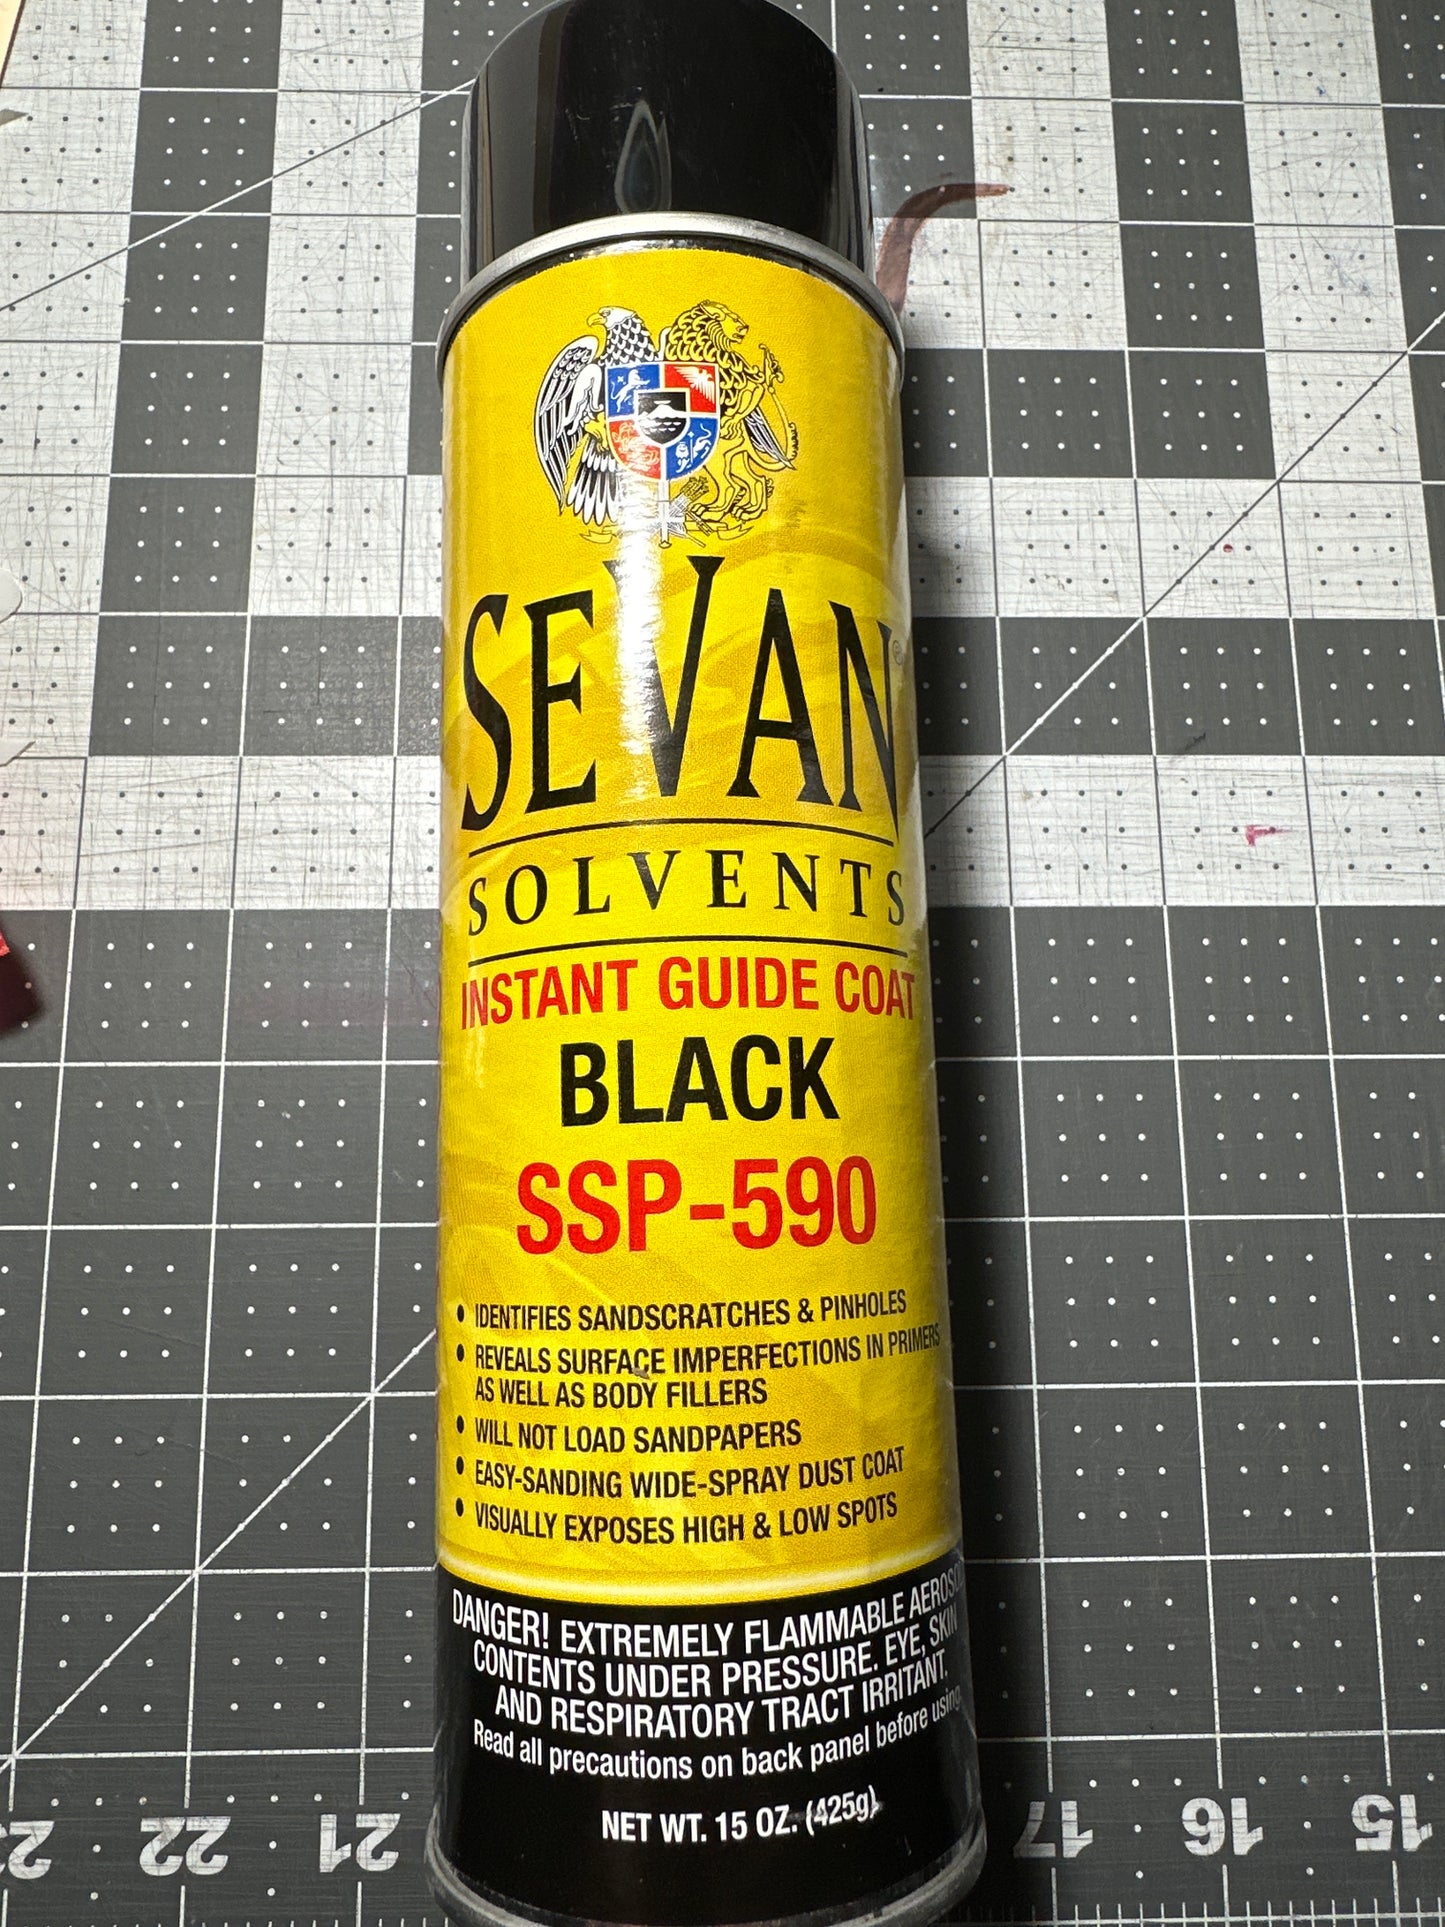 SEVAN®
SOLVENTS
INSTANT GUIDE COAT
BLACK
SSP-590
• IDENTIFIES SANDSCRATCHES & PINHOLES
• REVEALS SURFACE IMPERFECTIONS IN PRIMERS
AS WELL AS BODY FILLERS
• WILL NOT LOAD SANDPAPERS
• EASY-SANDING WIDE-SPRAY DUST COAT
• VISUALLY EXPOSES HIGH & LOW SPOTS
DANGER! EXTREMELY FLAMMABLE AEROSOL
CONTENTS UNDER PRESSURE. EYE, SKIN
AND RESPIRATORY TRACT IRRITANT.
Read all precautions on back panel before using.
NET WT. 15 OZ. (425g)
22 21 17 16 15